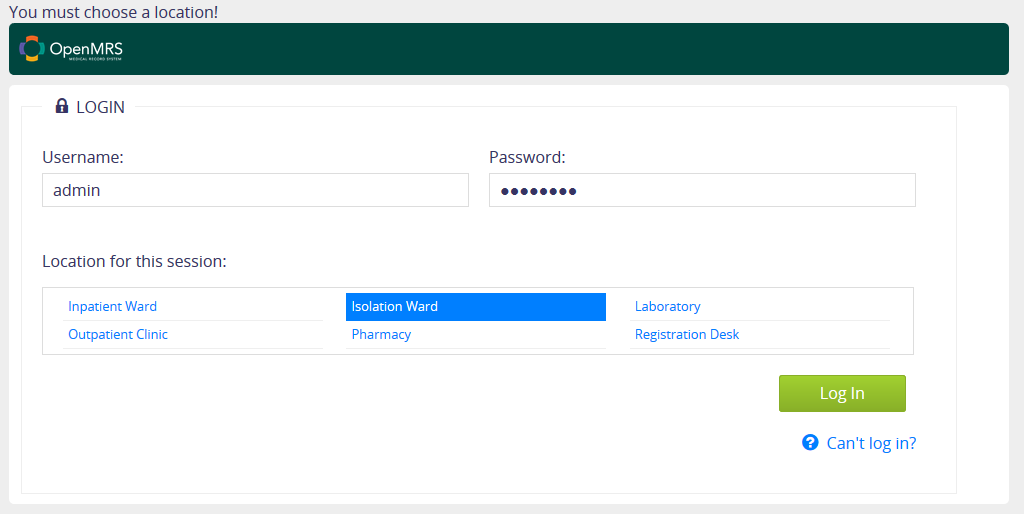 You must choose a location!
OpenMRS
MEDICAL RECORD SYSTEM
LOGIN
Username: Password:
admin ●●●●●●●●
Location for this session:
Inpatient Ward Isolation Ward Laboratory
Outpatient Clinic Pharmacy Registration Desk
Log In
? Can't log in?